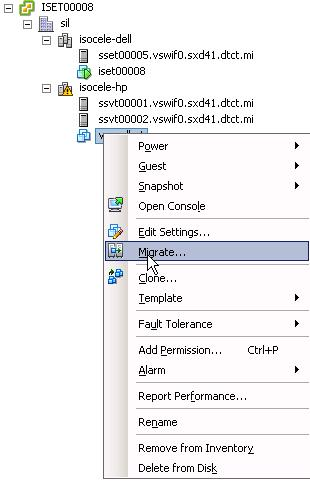 ISET00008
sil
isocele-dell
sset00005.vswif0.sxd41.dtct.mi
iset00008
isocele-hp
ssvt00001.vswif0.sxd41.dtct.mi
ssvt00002.vswif0.sxd41.dtct.mi
Power
Guest
Snapshot
Open Console
Edit Settings...
Migrate...
Clone...
Template
Fault Tolerance
Add Permission... Ctrl+P
Alarm
Report Performance...
Rename
Remove from Inventory
Delete from Disk